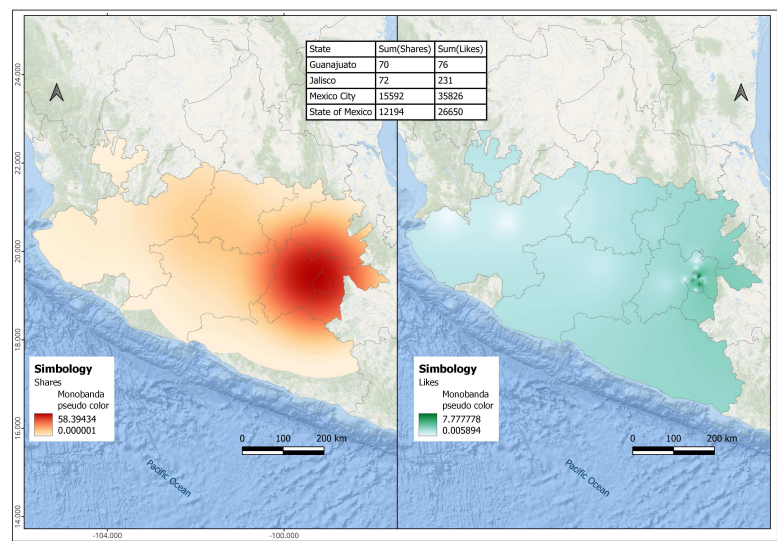 State Sum(Shares) Sum(Likes)
Guanajuato 70 76
Jalisco 72 231
Mexico City 15592 35826
State of Mexico 12194 26650
24.000
22.000
20.000
18.000
16.000
14.000
-104.000 -100.000
Simbology
Shares
Monobanda
pseudo color
58.39434
0.000001
0 100 200 km
Pacific Ocean
Simbology
Likes
Monobanda
pseudo color
7.777778
0.005894
0 100 200 km
Pacific Ocean